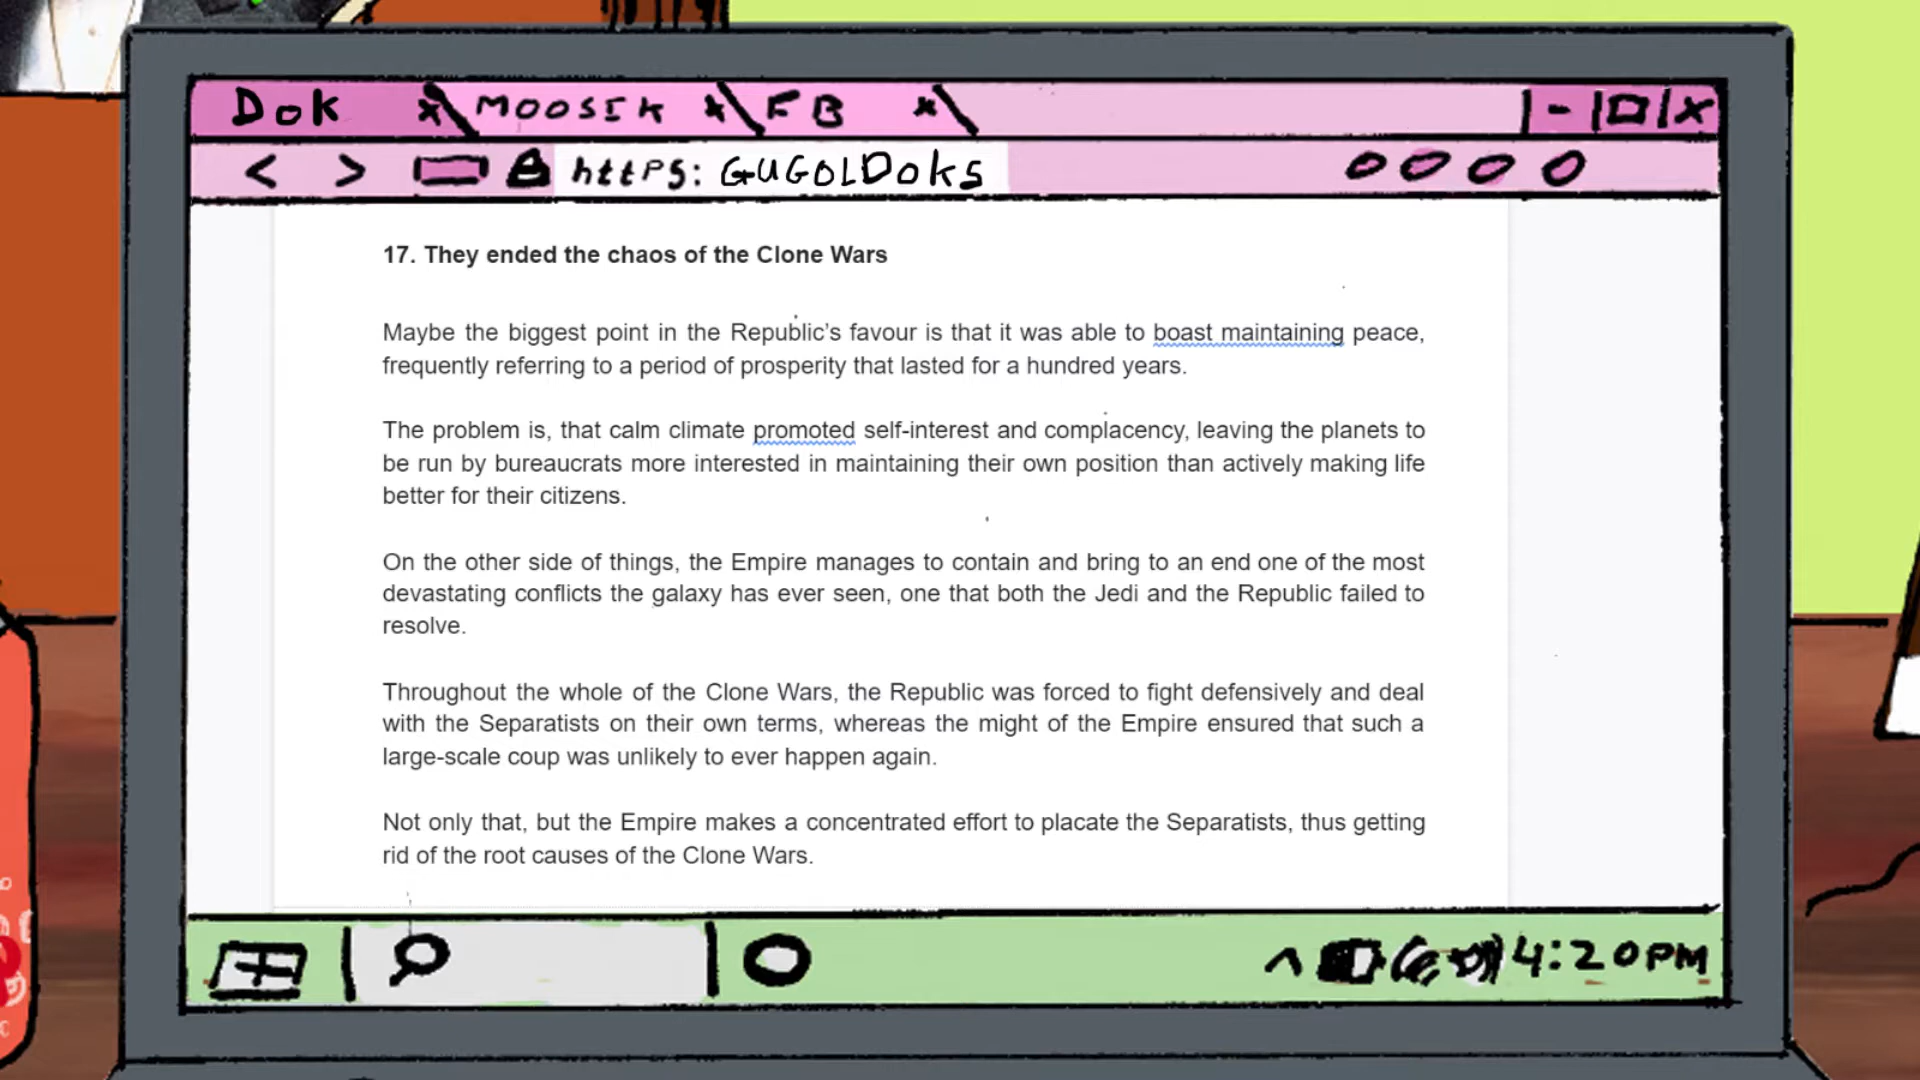 Dok x MOOSIK x FB x - x
< > https: GUGOLDoks
17. They ended the chaos of the Clone Wars
Maybe the biggest point in the Republic’s favour is that it was able to boast maintaining peace,
frequently referring to a period of prosperity that lasted for a hundred years.
The problem is, that calm climate promoted self-interest and complacency, leaving the planets to
be run by bureaucrats more interested in maintaining their own position than actively making life
better for their citizens.
On the other side of things, the Empire manages to contain and bring to an end one of the most
devastating conflicts the galaxy has ever seen, one that both the Jedi and the Republic failed to
resolve.
Throughout the whole of the Clone Wars, the Republic was forced to fight defensively and deal
with the Separatists on their own terms, whereas the might of the Empire ensured that such a
large-scale coup was unlikely to ever happen again.
Not only that, but the Empire makes a concentrated effort to placate the Separatists, thus getting
rid of the root causes of the Clone Wars.
4:20PM